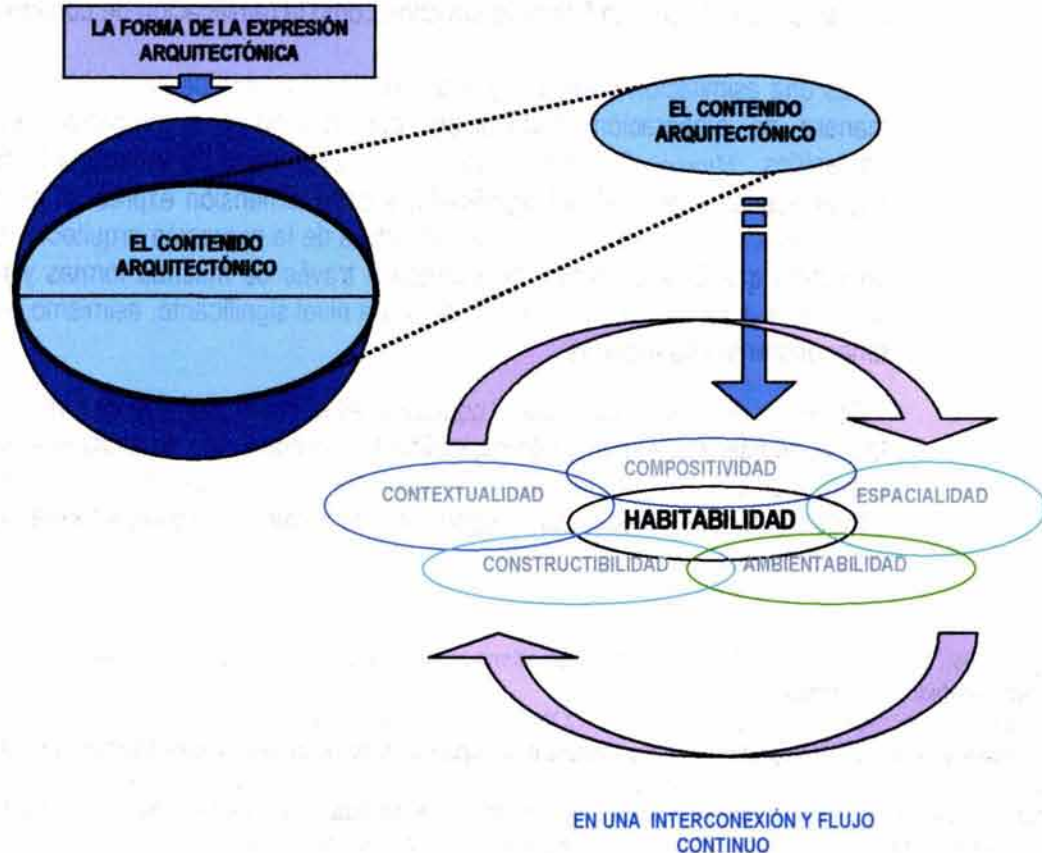 LA FORMA DE LA EXPRESIÓN
ARQUITECTÓNICA
EL CONTENIDO
ARQUITECTÓNICO
EL CONTENIDO
ARQUITECTÓNICO
COMPOSITIVIDAD
CONTEXTUALIDAD
ESPACIALIDAD
HABITABILIDAD
CONSTRUCTIBILIDAD
AMBIENTABILIDAD
EN UNA INTERCONEXIÓN Y FLUJO
CONTINUO